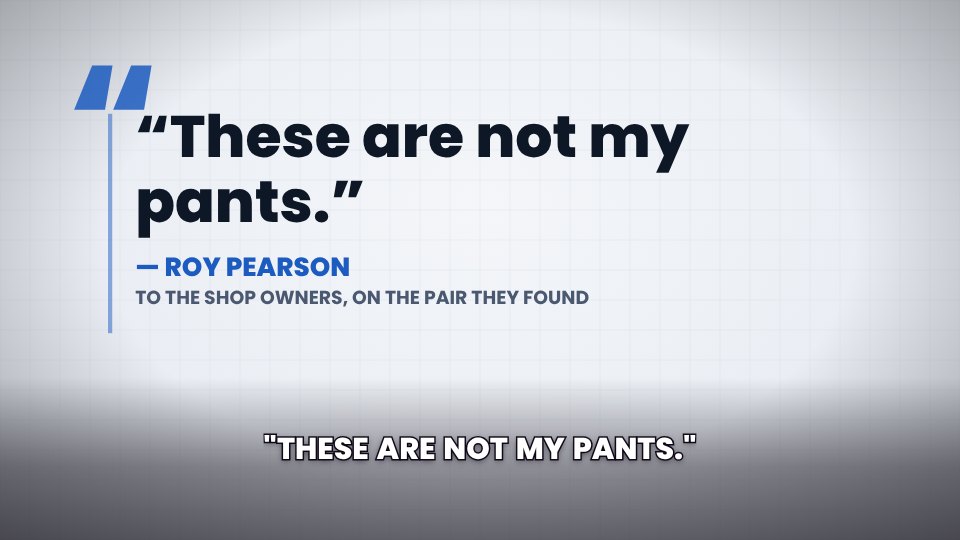 “These are not my
pants.”
— ROY PEARSON
TO THE SHOP OWNERS, ON THE PAIR THEY FOUND
"THESE ARE NOT MY PANTS."